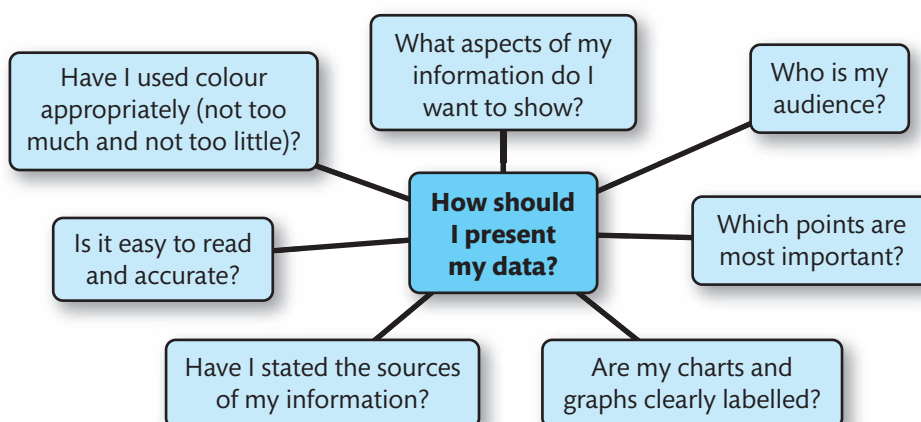 What aspects of my
information do I
want to show?
Have I used colour
appropriately (not too
much and not too little)?
Who is my
audience?
How should
I present
my data?
Is it easy to read
and accurate?
Which points are
most important?
Have I stated the sources
of my information?
Are my charts and
graphs clearly labelled?